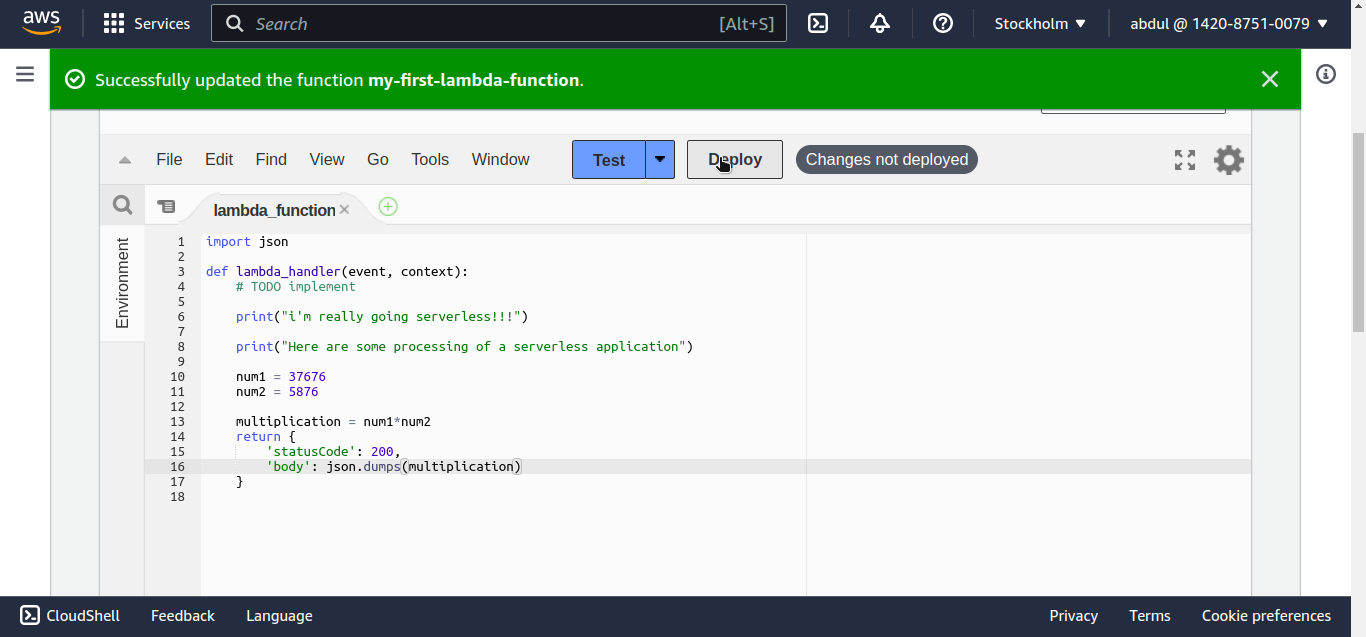 aws Services Search [Alt+S] Stockholm abdul @ 1420-8751-0079
Successfully updated the function my-first-lambda-function.
File Edit Find View Go Tools Window Test Deploy Changes not deployed
lambda_function
Environment
1 import json
2
3 def lambda_handler(event, context):
4 # TODO implement
5
6 print("i'm really going serverless!!!")
7
8 print("Here are some processing of a serverless application")
9
10 num1 = 37676
11 num2 = 5876
12
13 multiplication = num1*num2
14 return {
15 'statusCode': 200,
16 'body': json.dumps(multiplication)
17 }
18
CloudShell Feedback Language Privacy Terms Cookie preferences